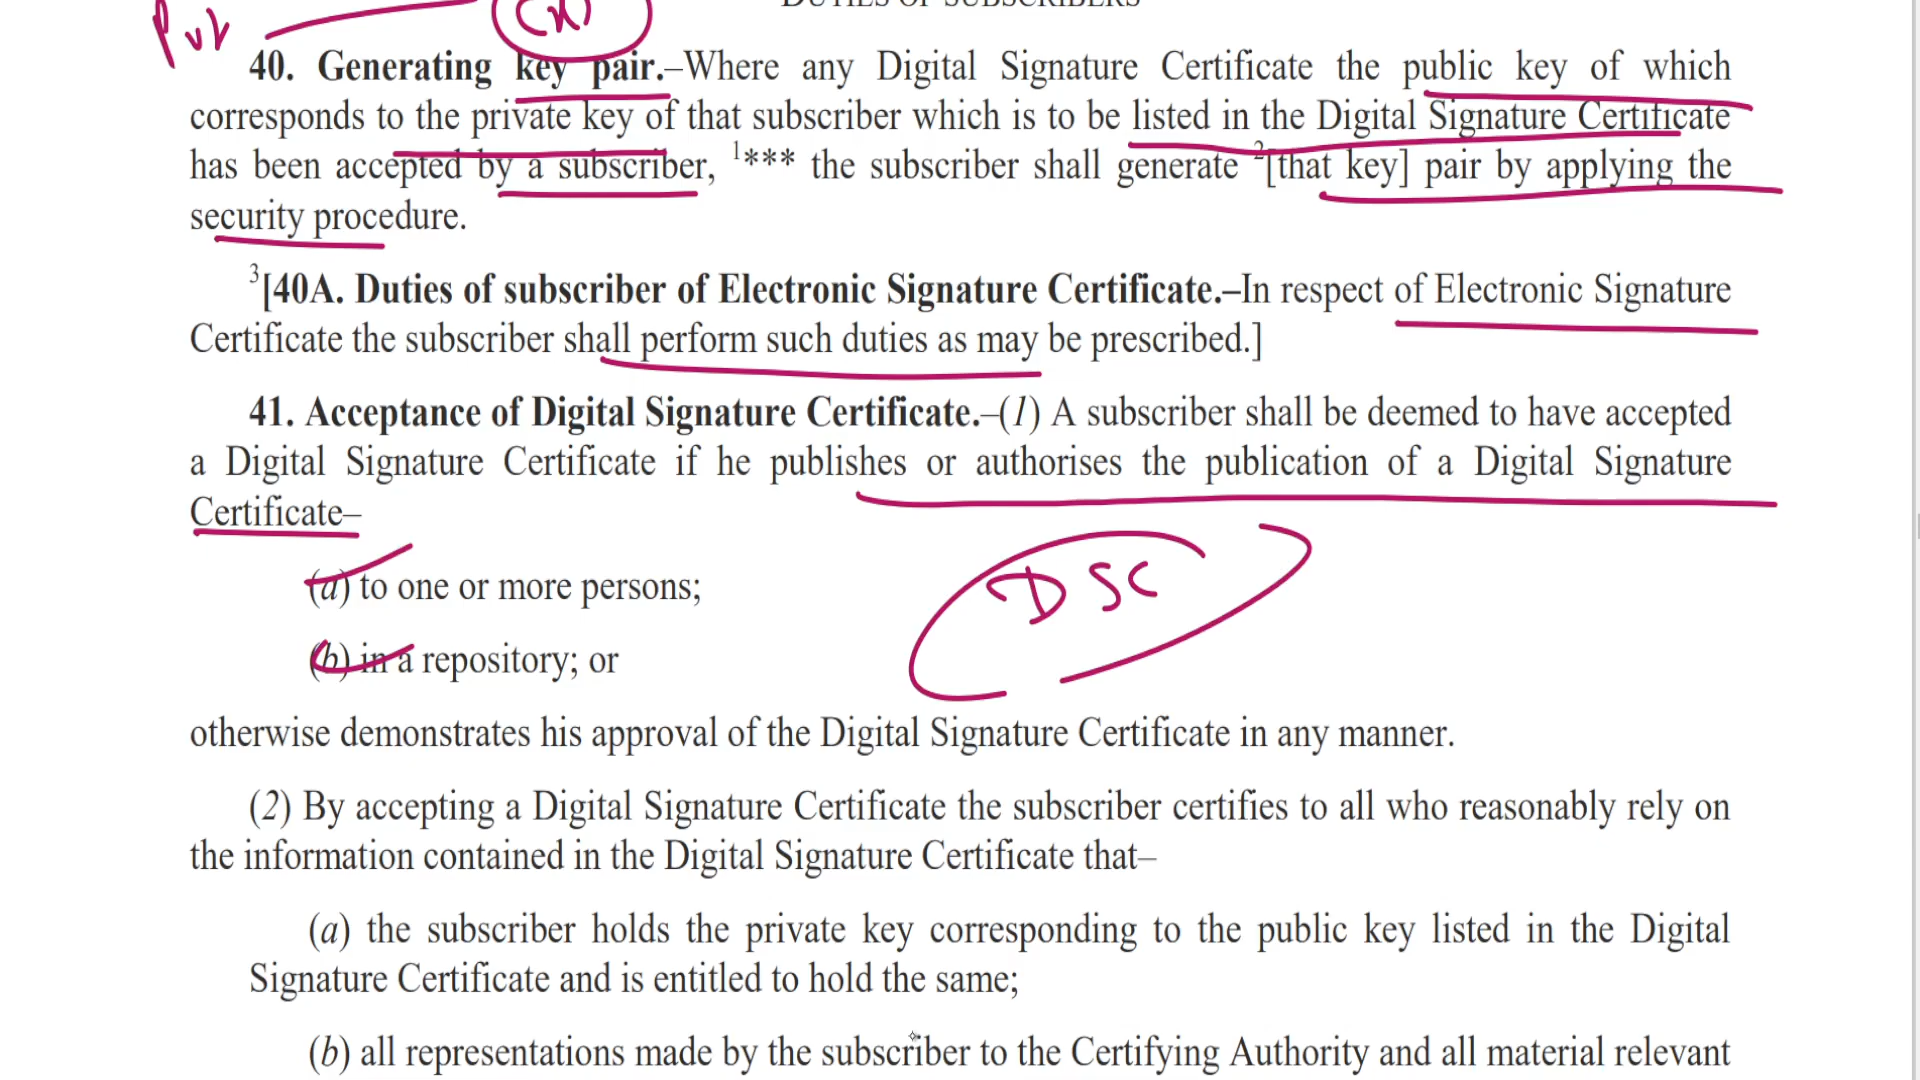 DUTIES OF SUBSCRIBERS
40. Generating key pair.–Where any Digital Signature Certificate the public key of which
corresponds to the private key of that subscriber which is to be listed in the Digital Signature Certificate
has been accepted by a subscriber, 1*** the subscriber shall generate 2[that key] pair by applying the
security procedure.
3[40A. Duties of subscriber of Electronic Signature Certificate.–In respect of Electronic Signature
Certificate the subscriber shall perform such duties as may be prescribed.]
41. Acceptance of Digital Signature Certificate.–(1) A subscriber shall be deemed to have accepted
a Digital Signature Certificate if he publishes or authorises the publication of a Digital Signature
Certificate–
(a) to one or more persons;
DSC
(b) in a repository; or
otherwise demonstrates his approval of the Digital Signature Certificate in any manner.
(2) By accepting a Digital Signature Certificate the subscriber certifies to all who reasonably rely on
the information contained in the Digital Signature Certificate that–
(a) the subscriber holds the private key corresponding to the public key listed in the Digital
Signature Certificate and is entitled to hold the same;
(b) all representations made by the subscriber to the Certifying Authority and all material relevant